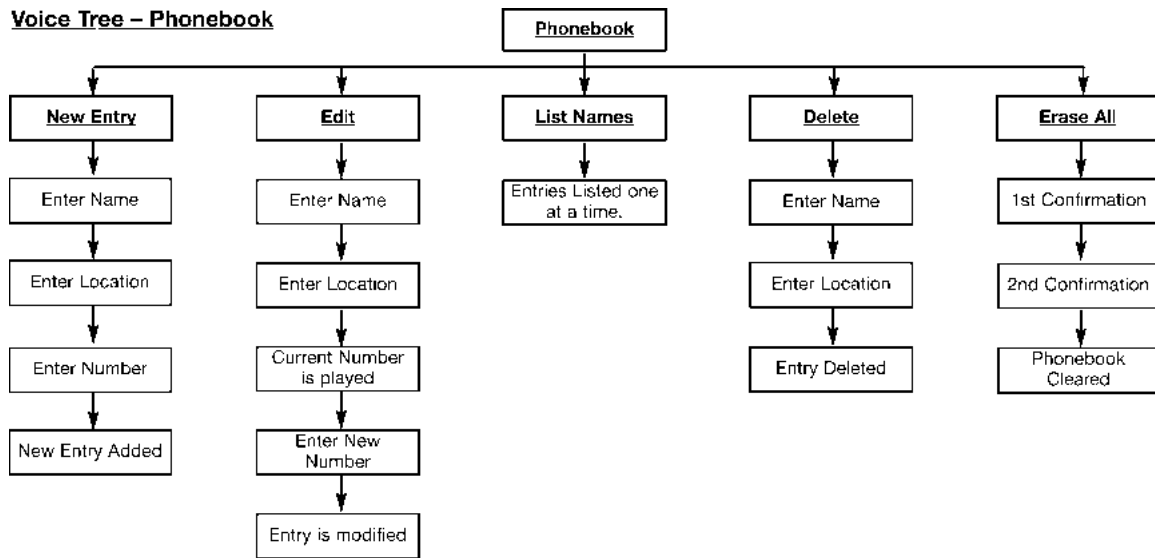 Voice Tree – Phonebook
Phonebook
New Entry
Edit
List Names
Delete
Erase All
Enter Name
Enter Name
Entries Listed one
at a time.
Enter Name
1st Confirmation
Enter Location
Enter Location
Enter Location
2nd Confirmation
Enter Number
Current Number
is played
Entry Deleted
Phonebook
Cleared
New Entry Added
Enter New
Number
Entry is modified